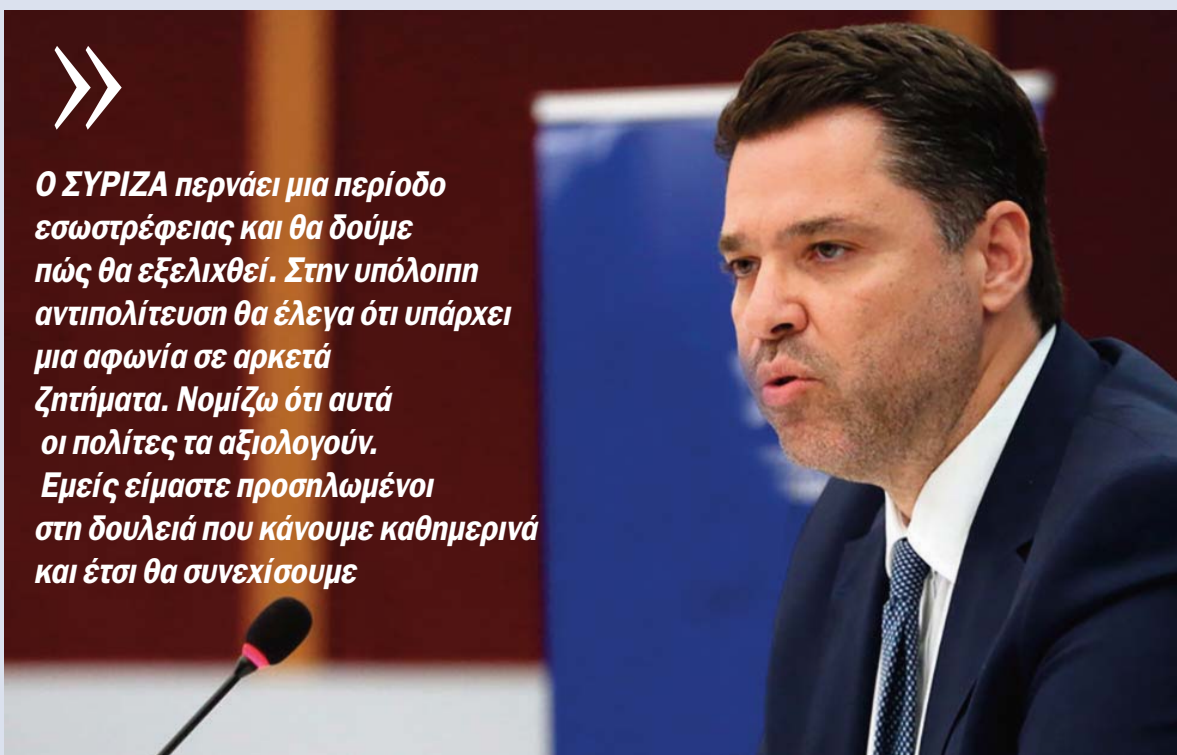 »
Ο ΣΥΡΙΖΑ περνάει μια περίοδο
εσωστρέφειας και θα δούμε
πώς θα εξελιχθεί. Στην υπόλοιπη
αντιπολίτευση θα έλεγα ότι υπάρχει
μια αφωνία σε αρκετά
ζητήματα. Νομίζω ότι αυτά
οι πολίτες τα αξιολογούν.
Εμείς είμαστε προσηλωμένοι
στη δουλειά που κάνουμε καθημερινά
και έτσι θα συνεχίσουμε